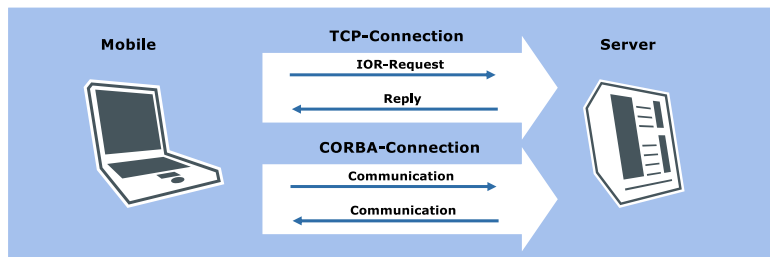 Mobile
TCP-Connection
Server
IOR-Request
Reply
CORBA-Connection
Communication
Communication